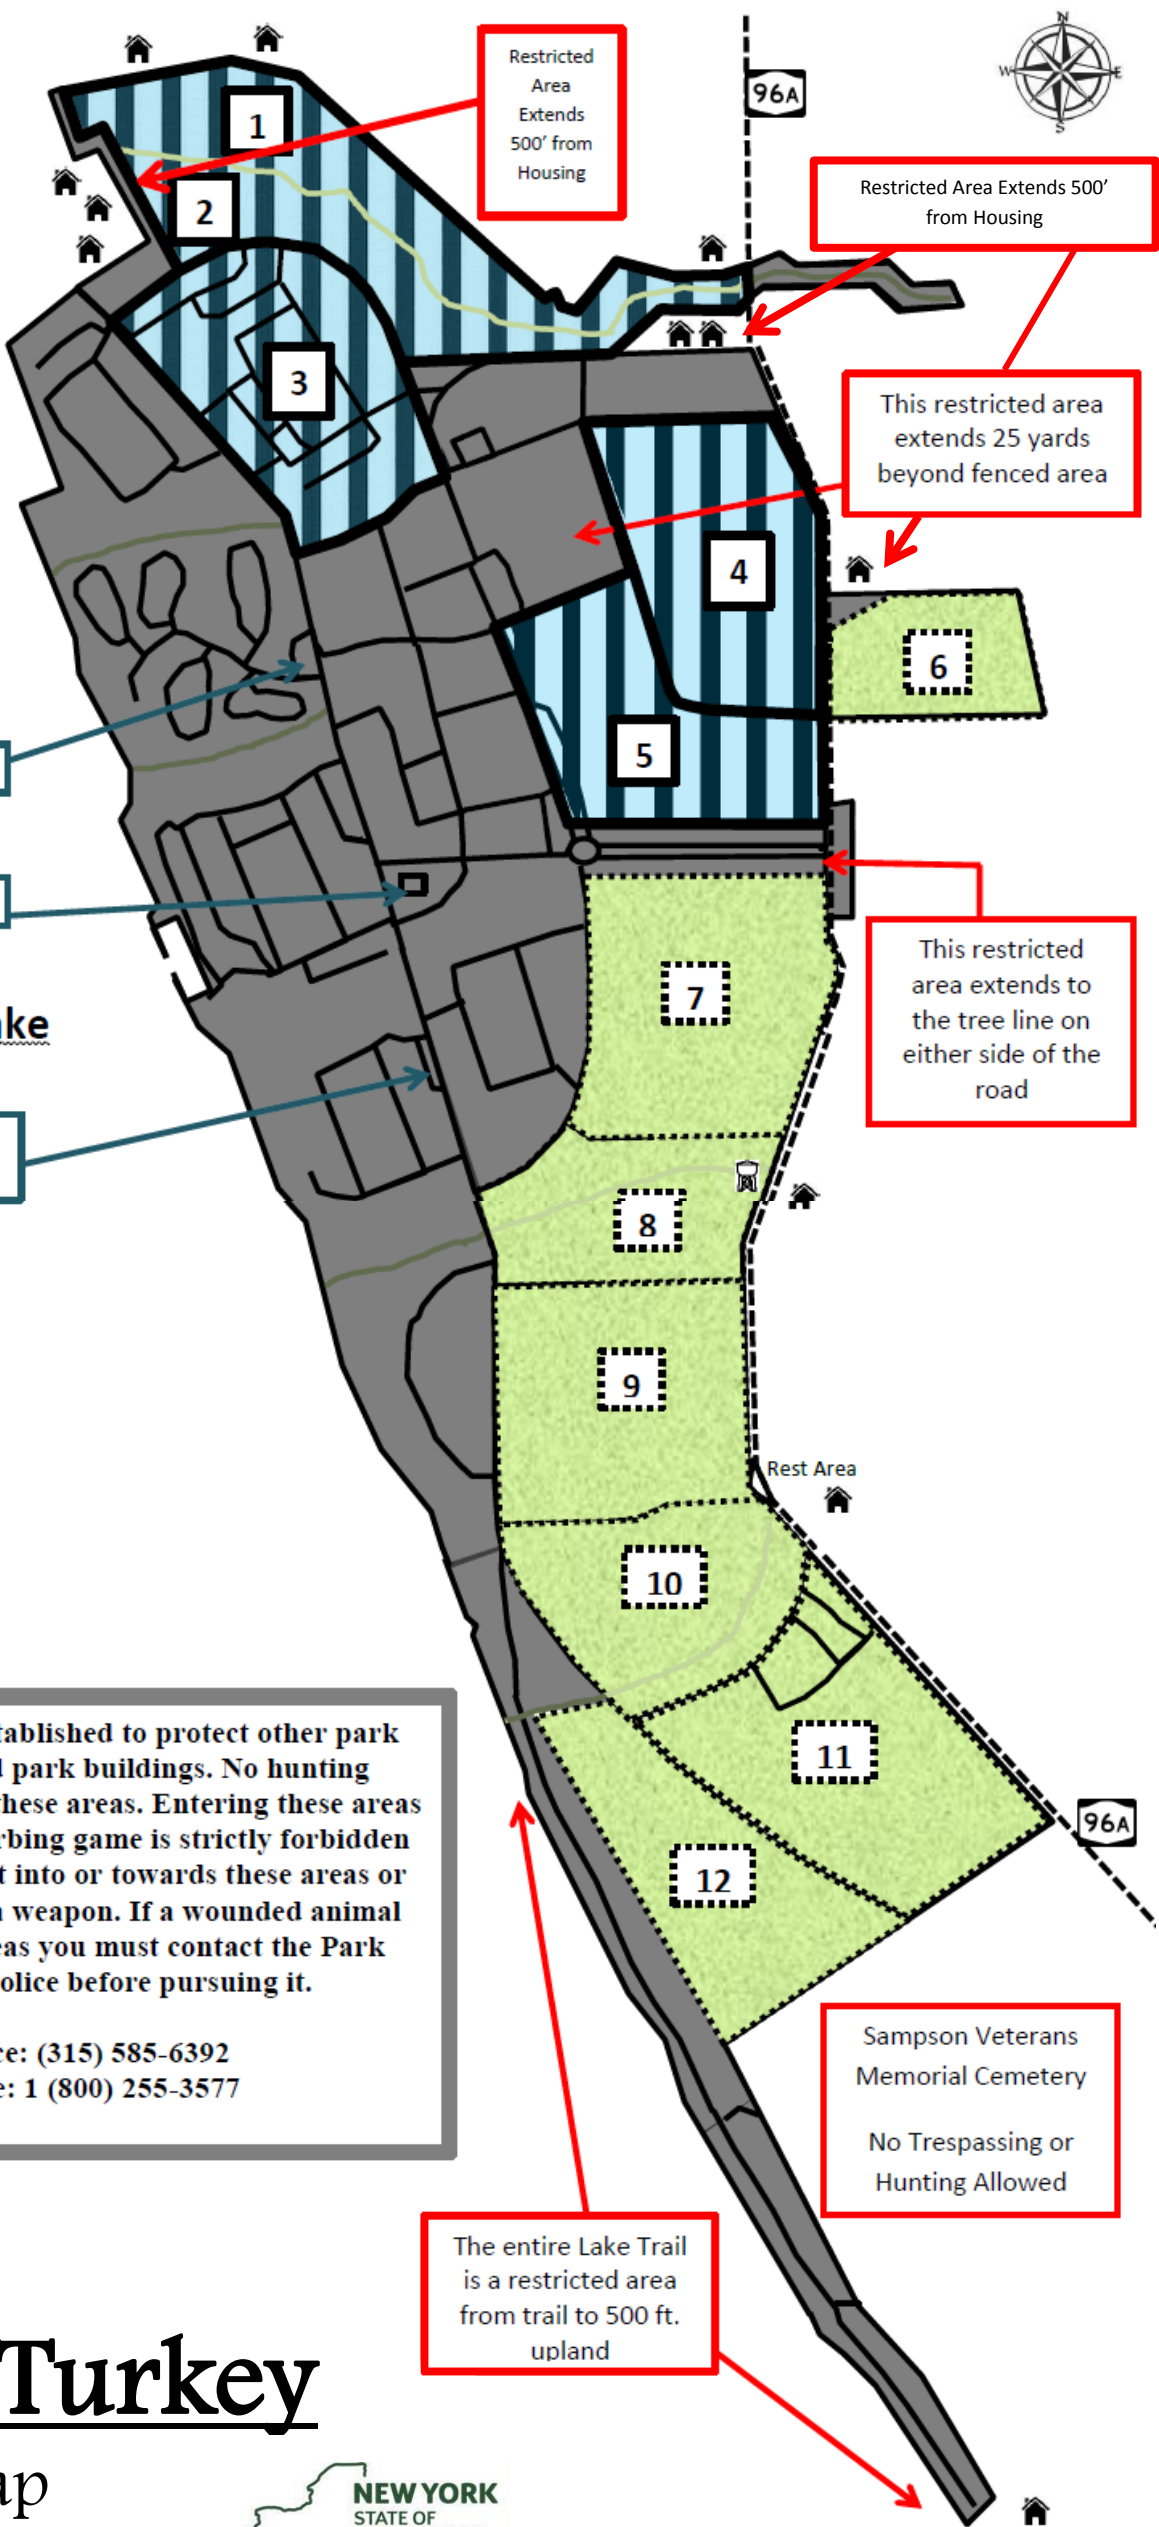 N
W
E
S
Restricted
Area
Extends
500' from
Housing
96A
Restricted Area Extends 500'
from Housing
1
2
3
This restricted area
extends 25 yards
beyond fenced area
4
6
5
7
This restricted
area extends to
the tree line on
either side of the
road
ke
8
9
Rest Area
10
11
96A
12
tablished to protect other park
l park buildings. No hunting
these areas. Entering these areas
rbing game is strictly forbidden
t into or towards these areas or
weapon. If a wounded animal
eas you must contact the Park
olice before pursuing it.
ce: (315) 585-6392
e: 1 (800) 255-3577
Sampson Veterans
Memorial Cemetery
No Trespassing or
Hunting Allowed
The entire Lake Trail
is a restricted area
from trail to 500 ft.
upland
Turkey
ap
NEW YORK
STATE OF